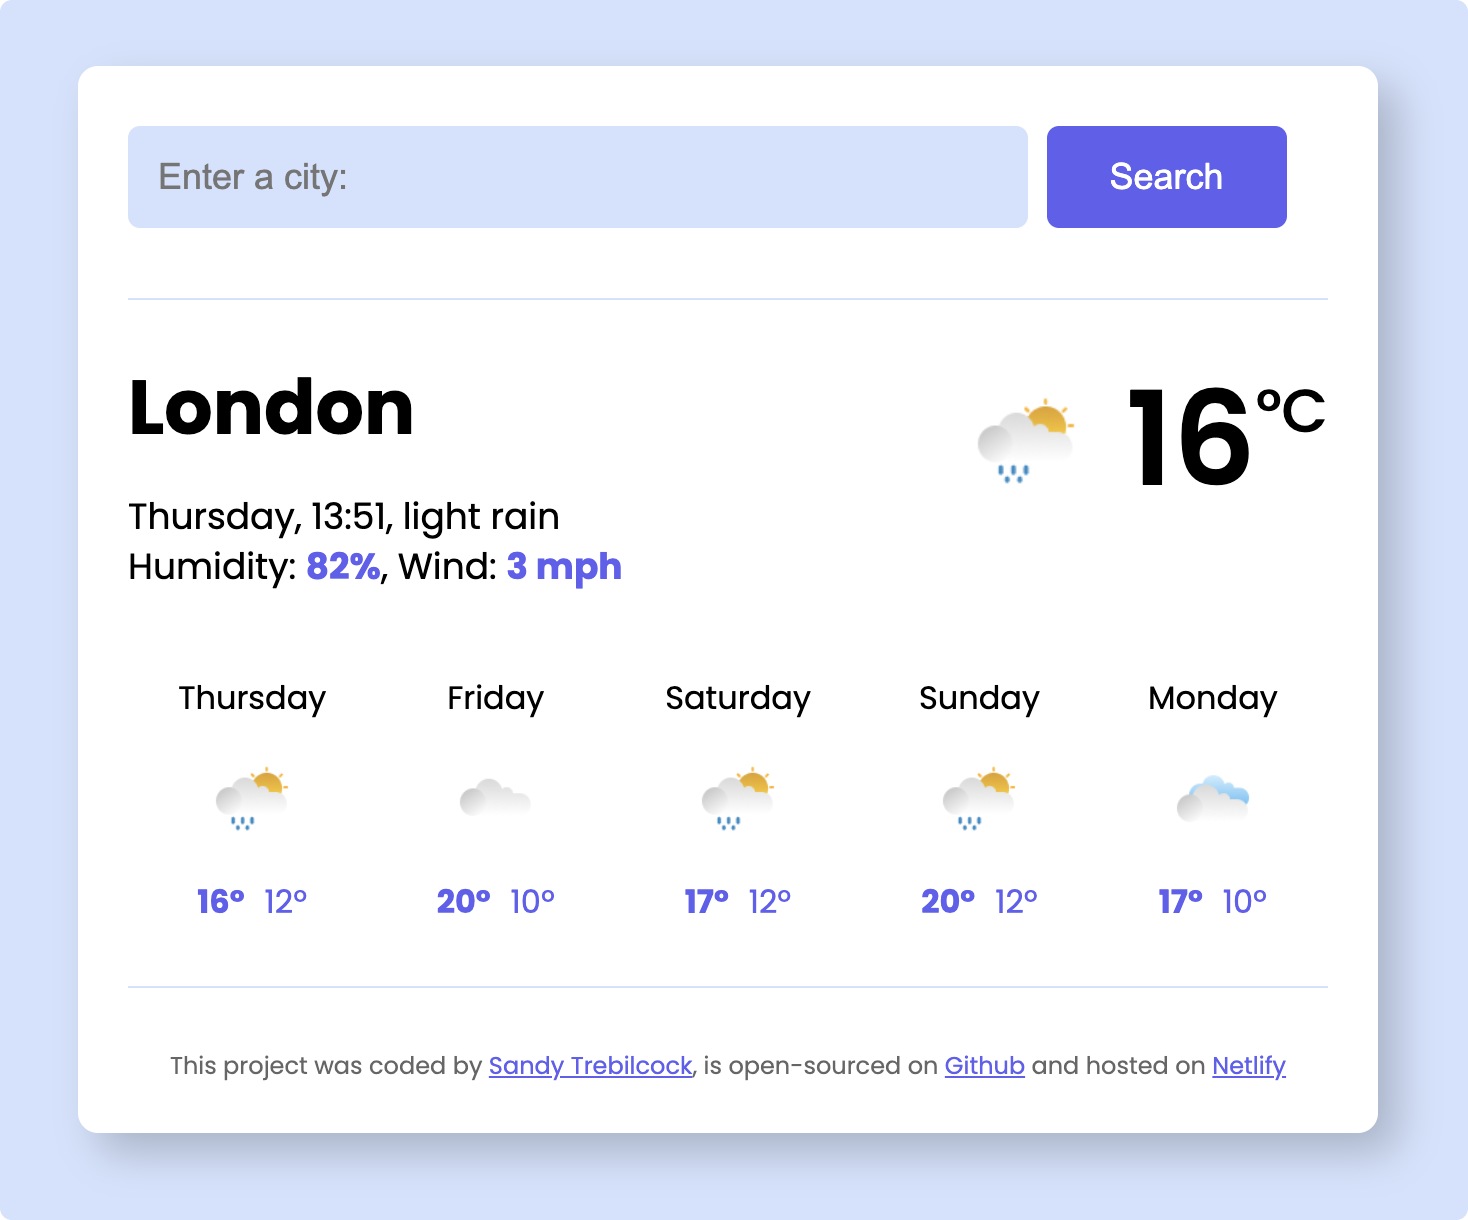 Enter a city:
Search
London
16°C
Thursday, 13:51, light rain
Humidity: 82%, Wind: 3 mph
Thursday Friday Saturday Sunday Monday
16° 12° 20° 10° 17° 12° 20° 12° 17° 10°
This project was coded by Sandy Trebilcock, is open-sourced on Github and hosted on Netlify